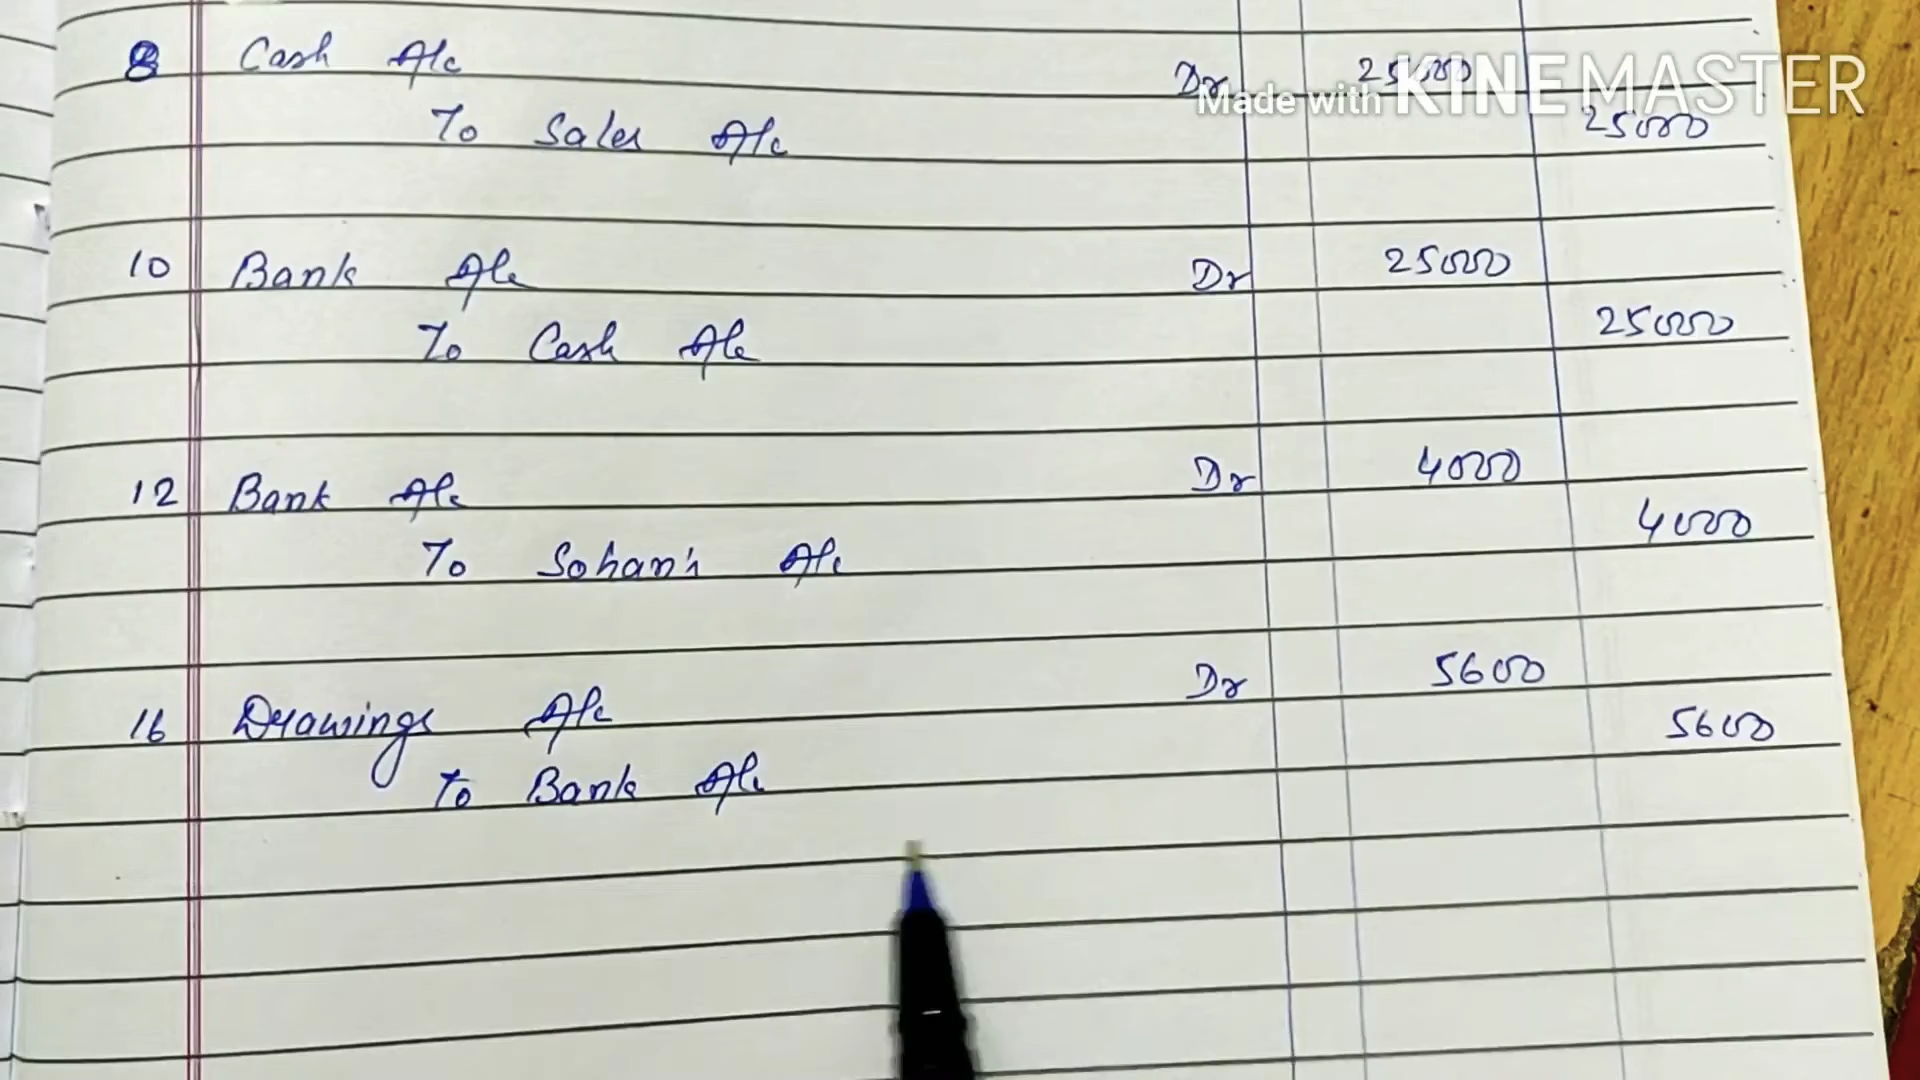 8 Cash A/c Dr 25000
Made with KINEMASTER
To Sales A/c 25000
10 Bank A/c Dr 25000
To Cash A/c 25000
12 Bank A/c Dr 4000
To Sohan's A/c 4000
16 Drawings A/c Dr 5600
To Bank A/c 5600